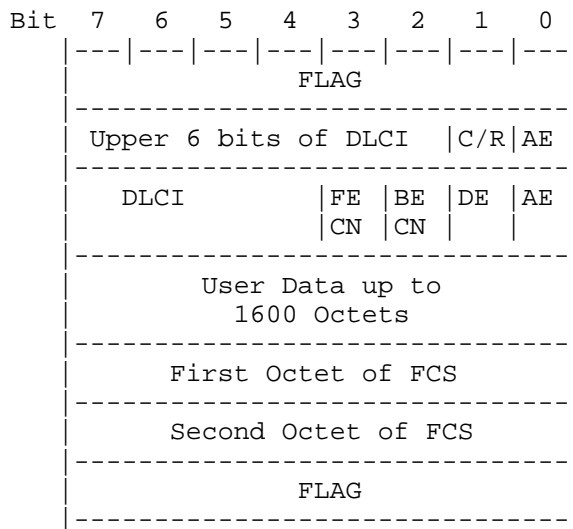 Bit 7 6 5 4 3 2 1 0
|---|---|---|---|---|---|---|---
FLAG
|-------------------------------
Upper 6 bits of DLCI |C/R|AE
|-------------------------------
DLCI |FE |BE |DE |AE
|CN |CN | |
|-------------------------------
User Data up to
1600 Octets
|-------------------------------
First Octet of FCS
|-------------------------------
Second Octet of FCS
|-------------------------------
FLAG
|-------------------------------